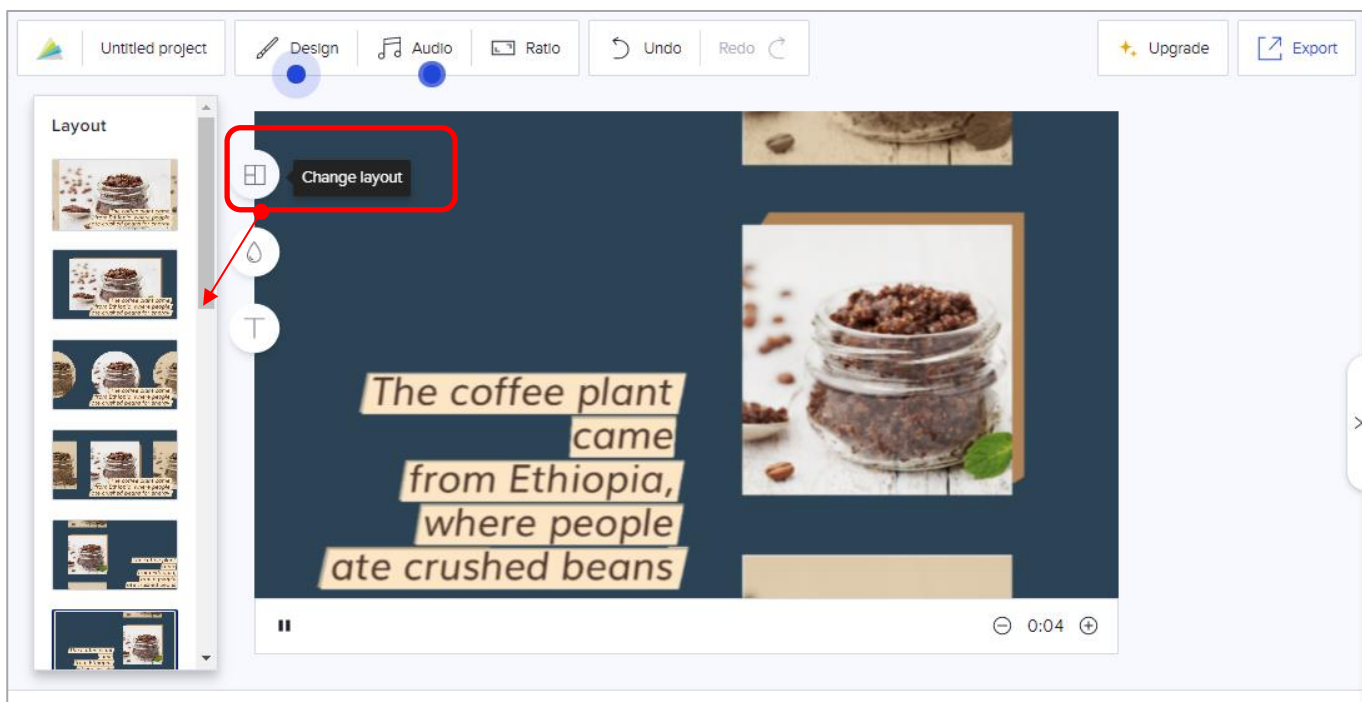 Untitled project
Design
Audio
Ratio
Undo
Redo
Upgrade
Export
Layout
Change layout
The coffee plant
came
from Ethiopia,
where people
ate crushed beans
0:04